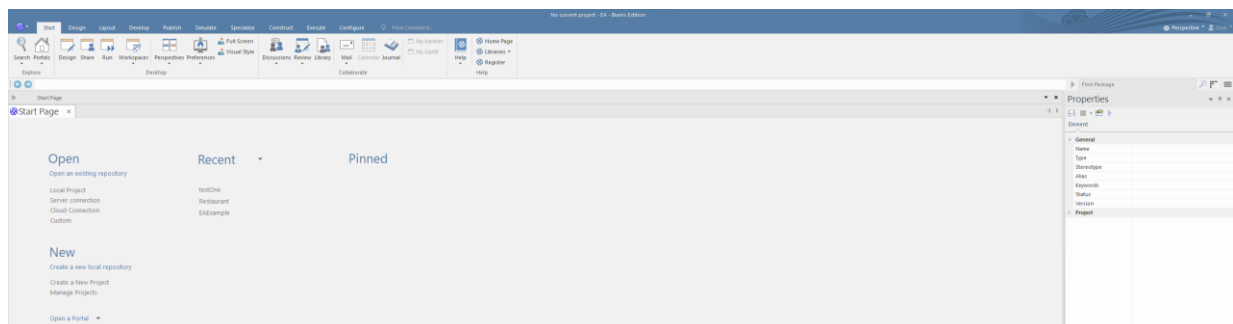 No current project - EA - Beans Edition
Start Design Layout Develop Publish Simulate Specialize Construct Execute Configure Find Command...
Perspective
Search Portals Design Share Run Workspaces Perspectives Preferences Full Screen Visual Style Discussions Review Library Mail Calendar Journal My Kanban My Gantt Help Home Page Libraries Register
Explore Desktop Collaborate Help
Find Package
Start Page
Properties
Start Page
Element
General
Name
Type
Stereotype
Alias
Keywords
Status
Version
Project
Open
Open an existing repository
Local Project
Server connection
Cloud Connection
Custom
Recent
testOne
Restaurant
EAExample
Pinned
New
Create a new local repository
Create a New Project
Manage Projects
Open a Portal